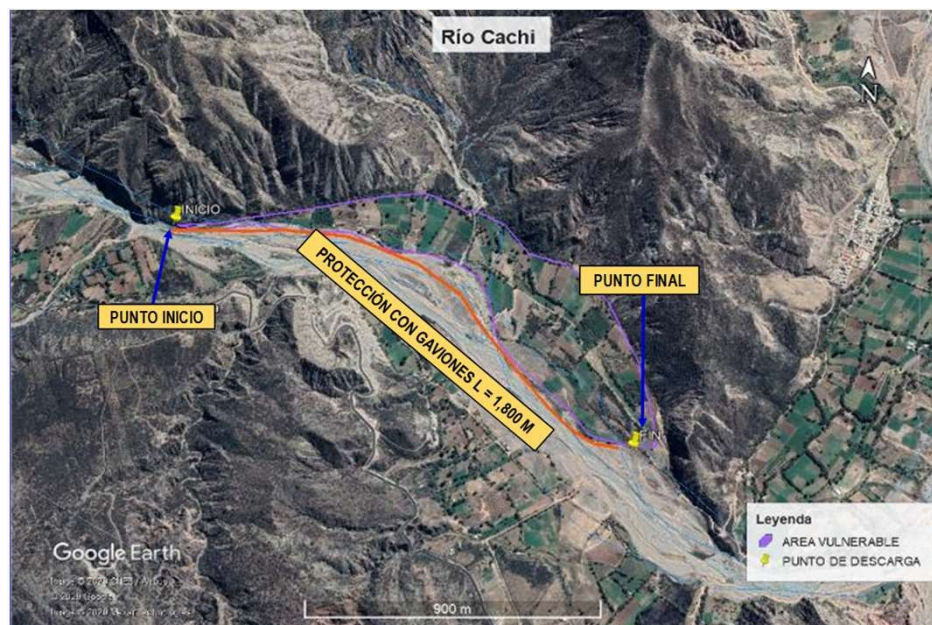 Río Cachi
N
INICIO
PUNTO INICIO
PROTECCIÓN CON GAVIONES L = 1,800 M
PUNTO FINAL
FIN
Leyenda
AREA VULNERABLE
PUNTO DE DESCARGA
Google Earth
900 m